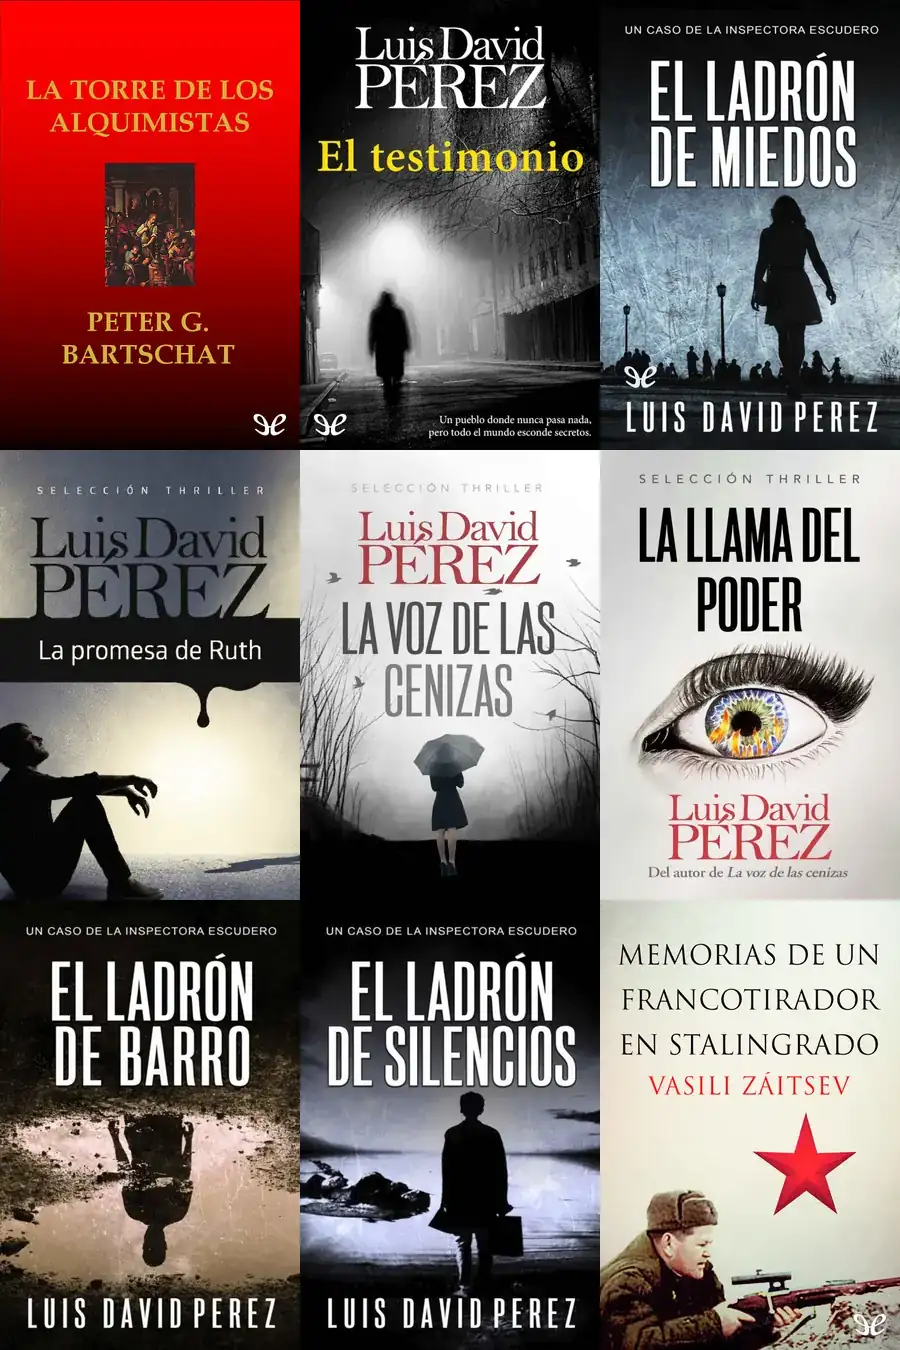 LA TORRE DE LOS
ALQUIMISTAS
PETER G.
BARTSCHAT
Luis David
PÉREZ
El testimonio
Un pueblo donde nunca pasa nada,
pero todo el mundo esconde secretos.
UN CASO DE LA INSPECTORA ESCUDERO
EL LADRÓN
DE MIEDOS
LUIS DAVID PEREZ
SELECCIÓN THRILLER
Luis David
PÉREZ
La promesa de Ruth
SELECCIÓN THRILLER
Luis David
PÉREZ
LA VOZ DE LAS
CENIZAS
SELECCIÓN THRILLER
LA LLAMA DEL
PODER
Luis David
PÉREZ
Del autor de La voz de las cenizas
UN CASO DE LA INSPECTORA ESCUDERO
EL LADRÓN
DE BARRO
LUIS DAVID PEREZ
UN CASO DE LA INSPECTORA ESCUDERO
EL LADRÓN
DE SILENCIOS
LUIS DAVID PEREZ
MEMORIAS DE UN
FRANCOTIRADOR
EN STALINGRADO
VASILI ZÁITSEV